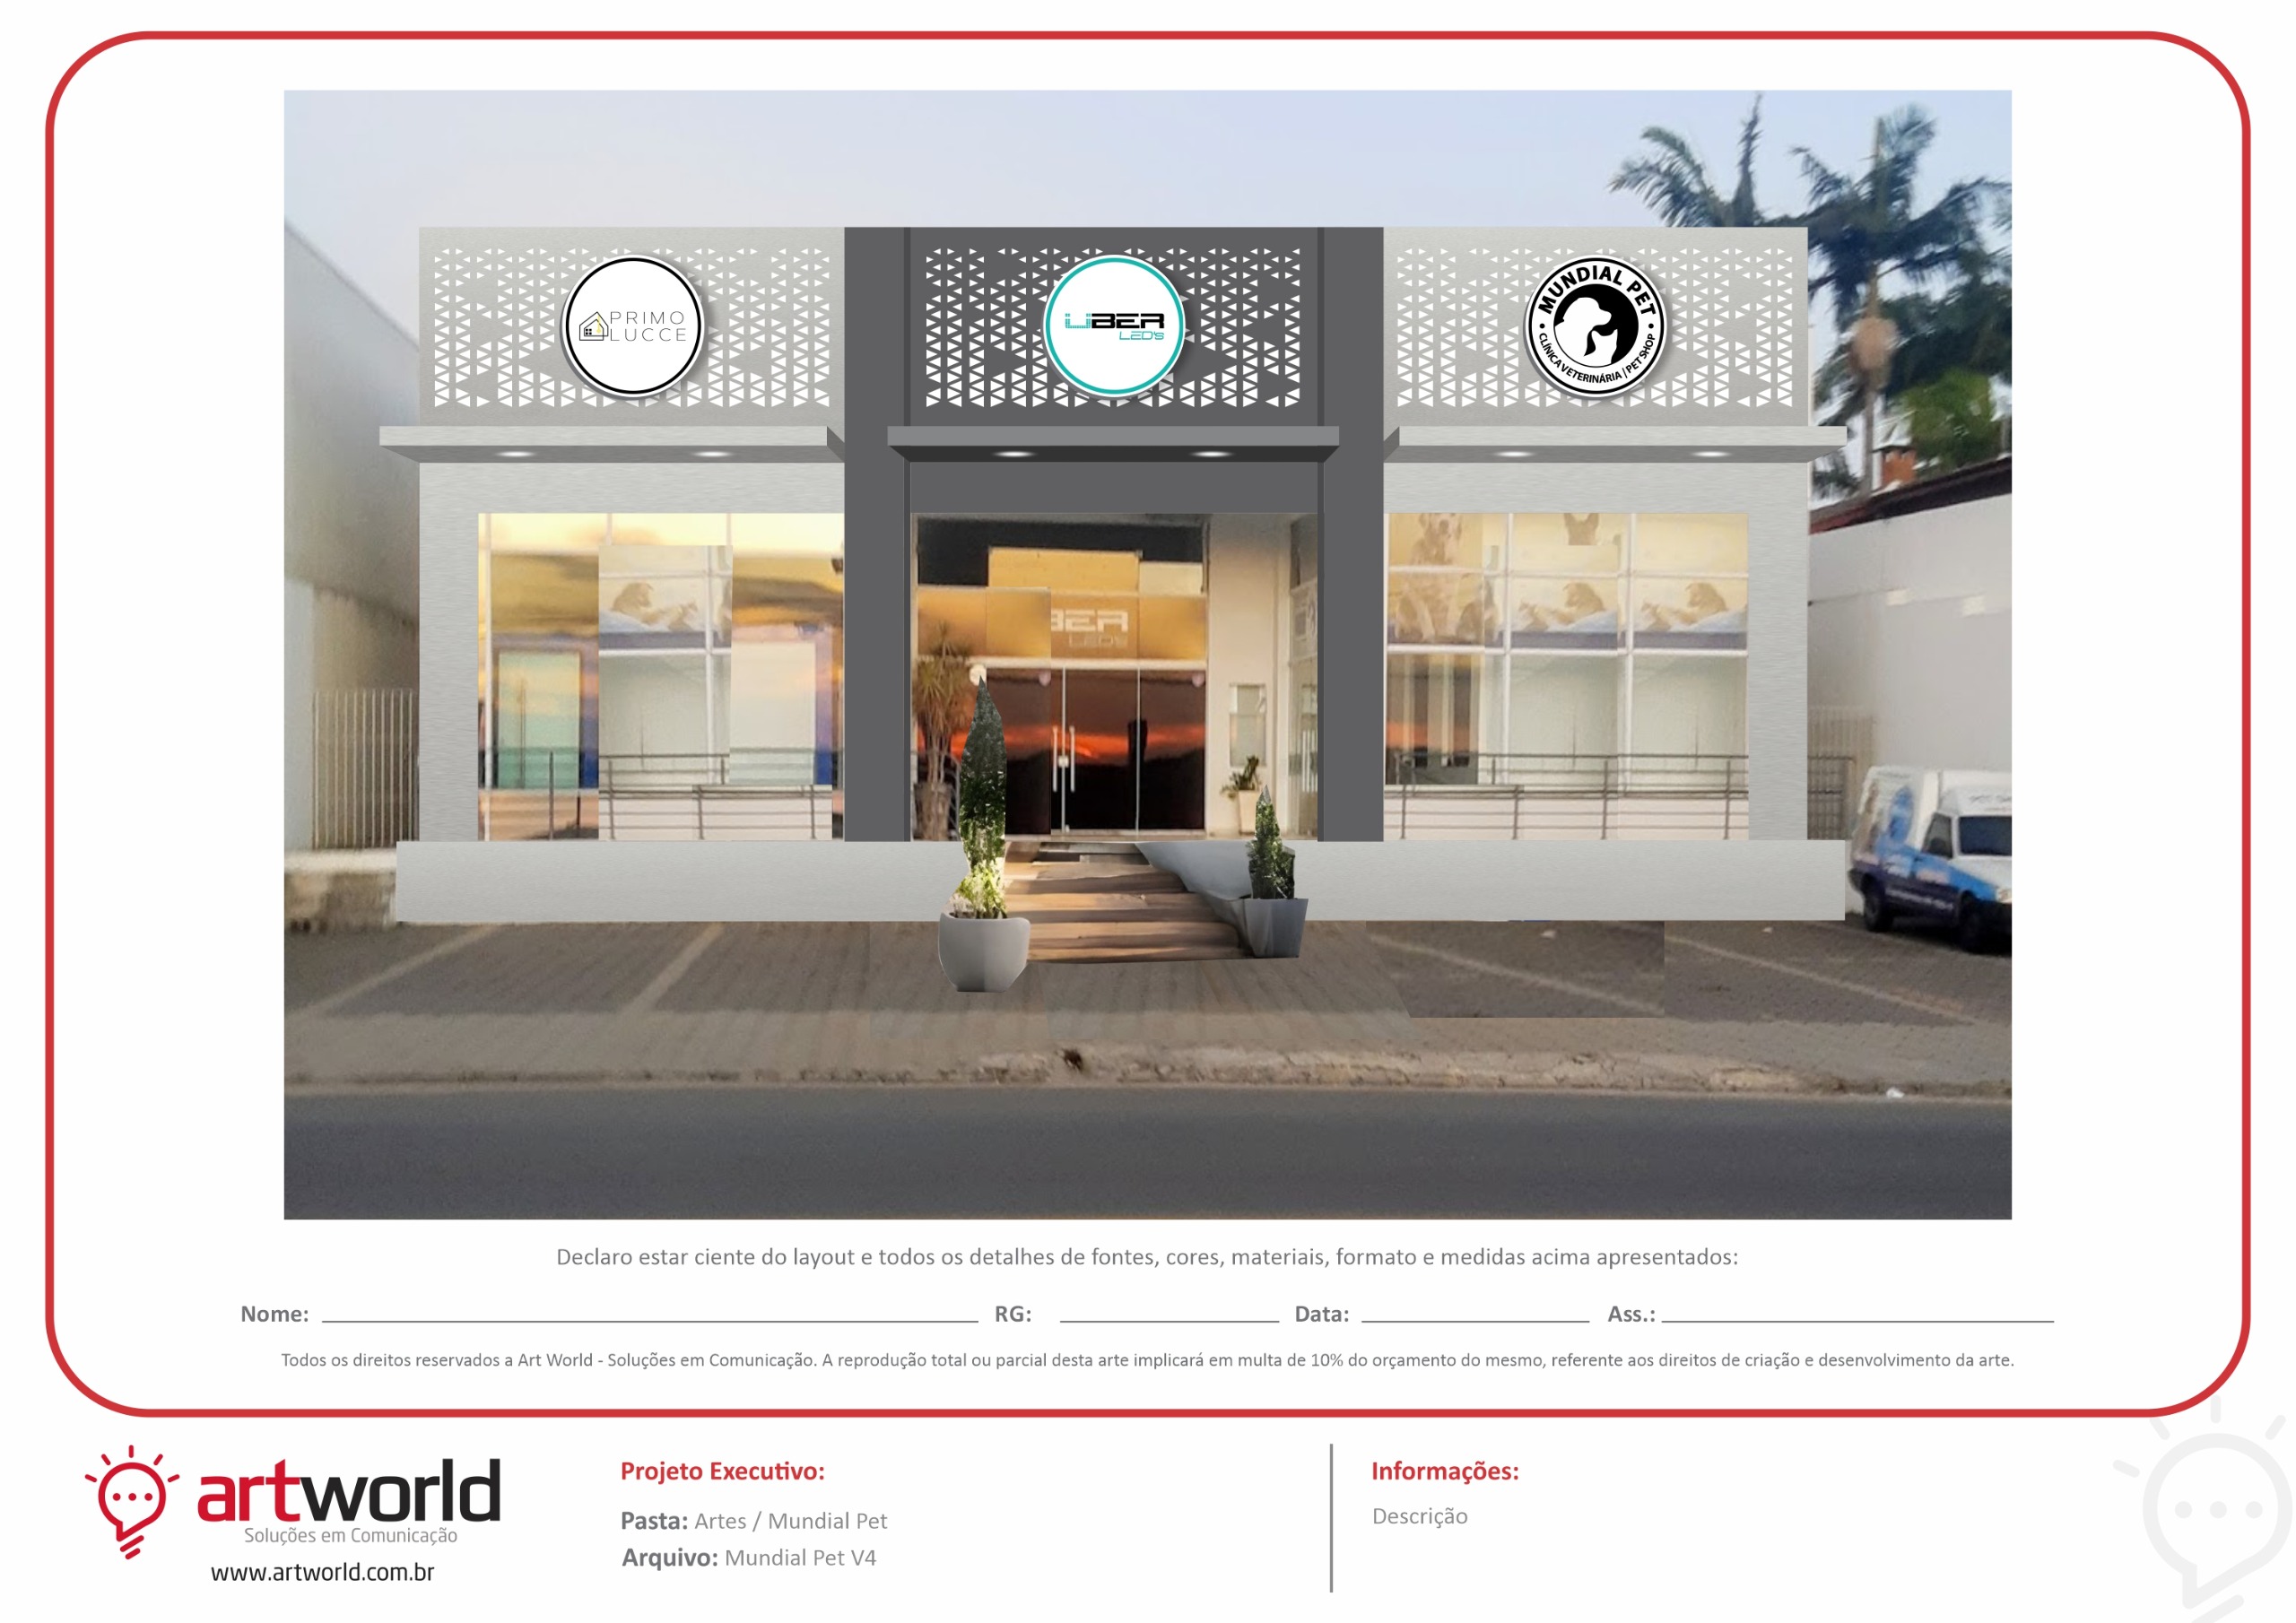 PRIMO
LUCCE
UBER
LED's
MUNDIAL PET
CLÍNICA VETERINÁRIA | PET SHOP
BER
LED's
Declaro estar ciente do layout e todos os detalhes de fontes, cores, materiais, formato e medidas acima apresentados:
Nome: RG: Data: Ass.:
Todos os direitos reservados a Art World - Soluções em Comunicação. A reprodução total ou parcial desta arte implicará em multa de 10% do orçamento do mesmo, referente aos direitos de criação e desenvolvimento da arte.
artworld
Soluções em Comunicação
www.artworld.com.br
Projeto Executivo:
Pasta: Artes / Mundial Pet
Arquivo: Mundial Pet V4
Informações:
Descrição